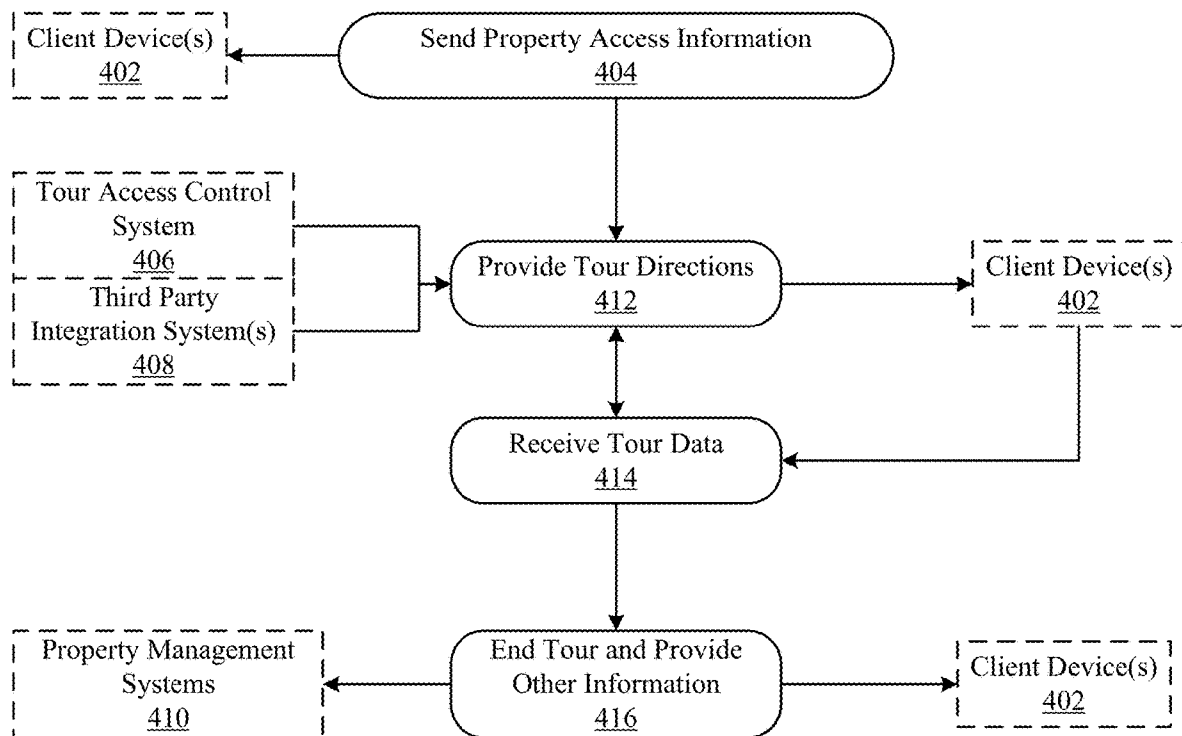 Client Device(s)
402
Send Property Access Information
404
Tour Access Control
System
406
Third Party
Integration System(s)
408
Provide Tour Directions
412
Client Device(s)
402
Receive Tour Data
414
Property Management
Systems
410
End Tour and Provide
Other Information
416
Client Device(s)
402